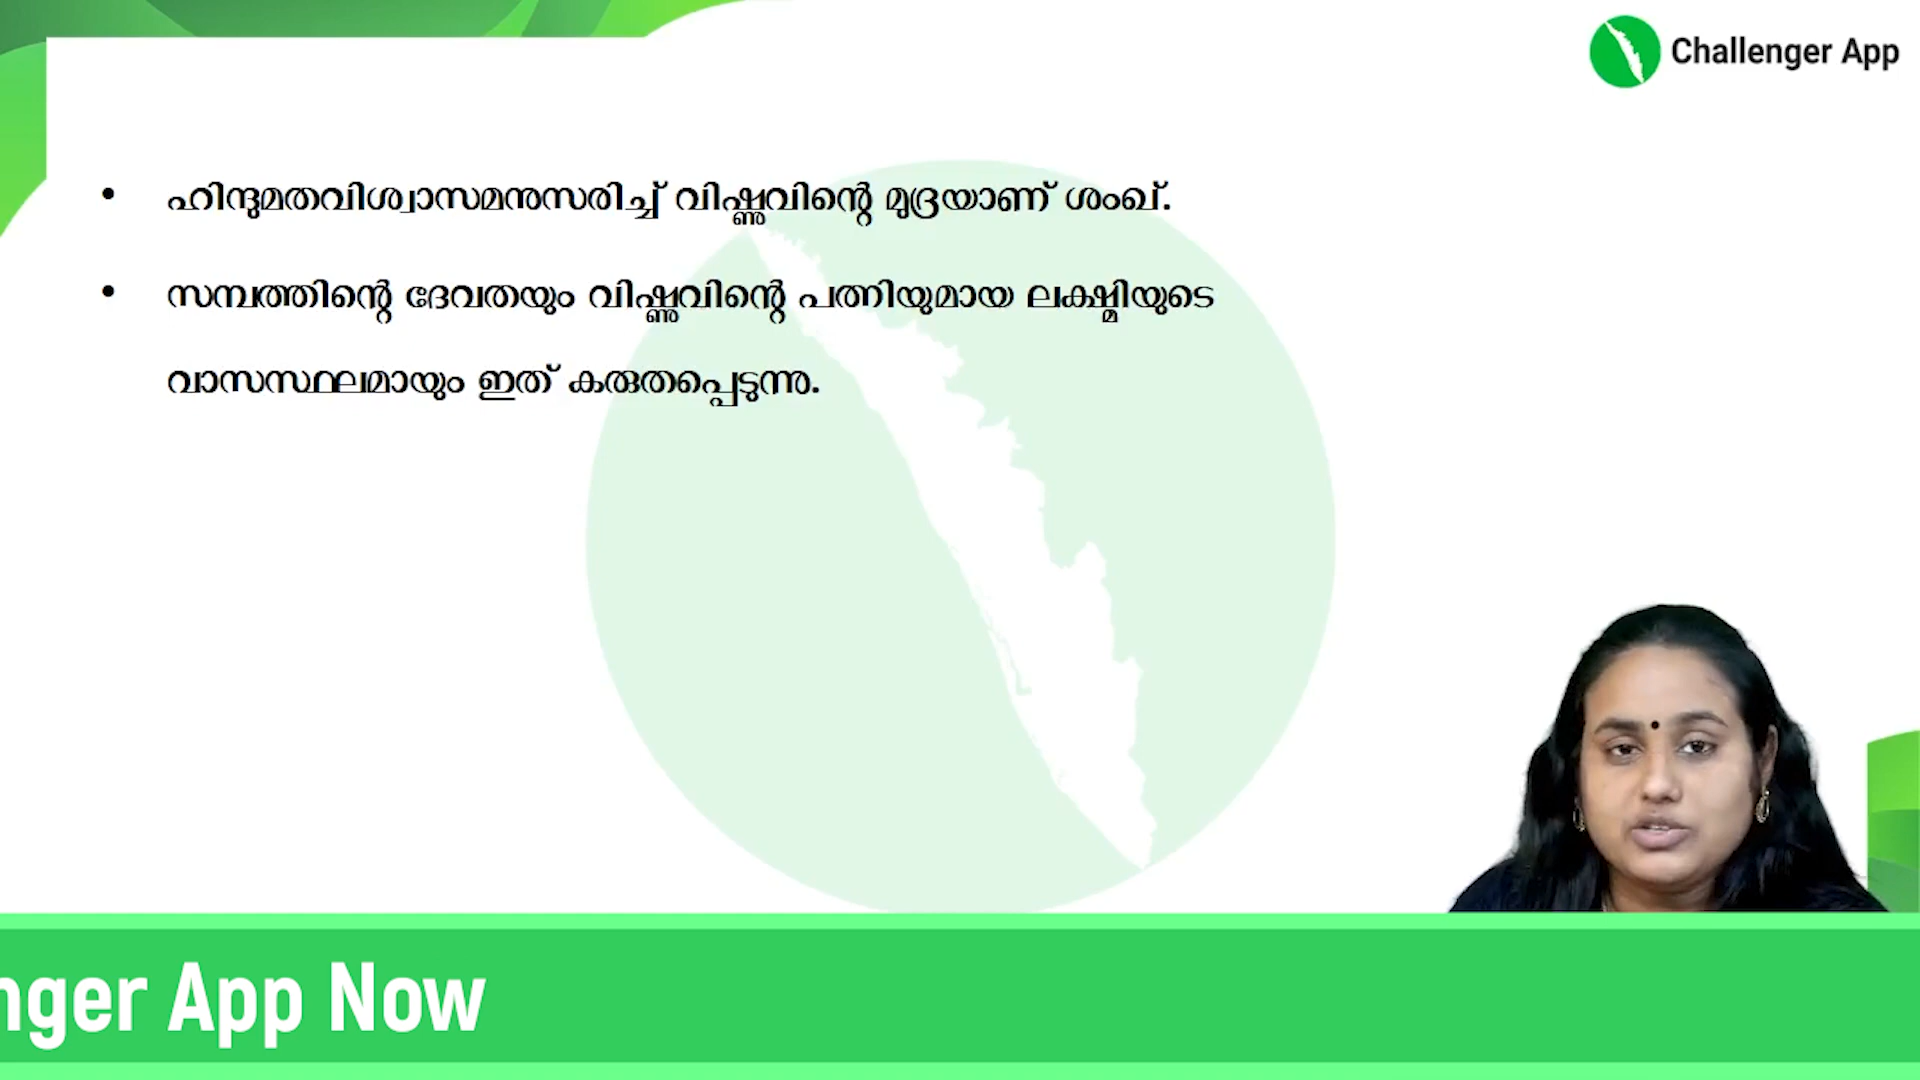 Challenger App
• ഹിന്ദുമതവിശ്വാസമനുസരിച്ച് വിഷ്ണുവിന്റെ മുദ്രയാണ് ശംഖ്.
• സമ്പത്തിന്റെ ദേവതയും വിഷ്ണുവിന്റെ പത്നിയുമായ ലക്ഷ്മിയുടെ
വാസസ്ഥലമായും ഇത് കരുതപ്പെടുന്നു.
nger App Now